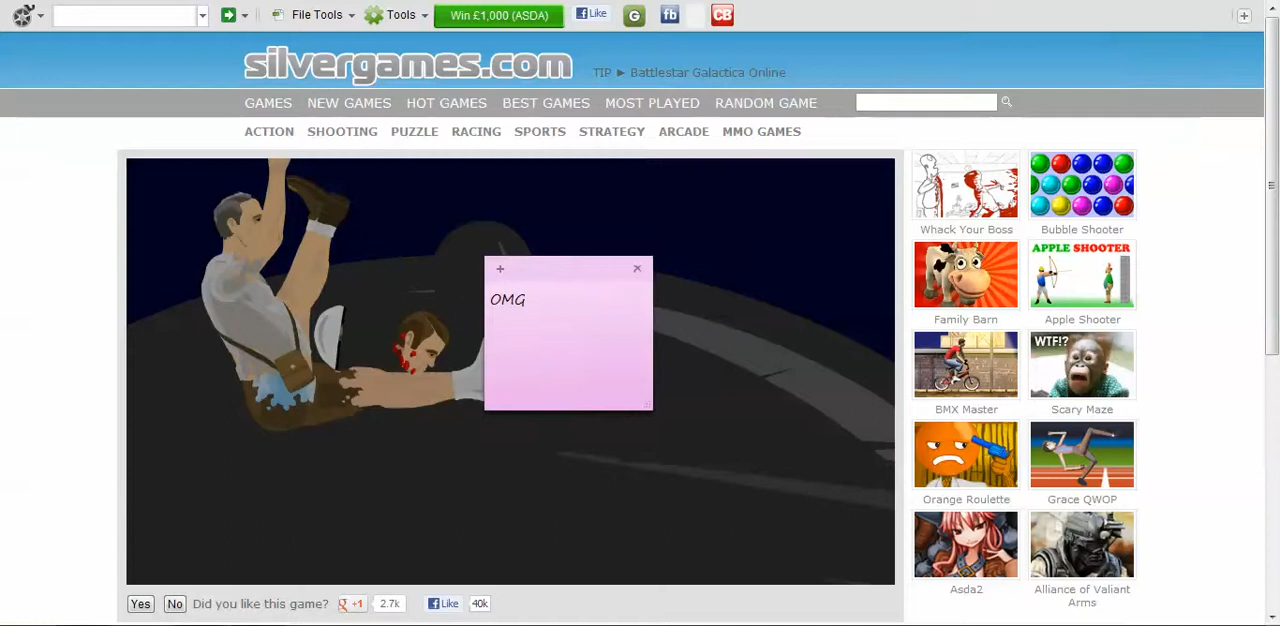 File Tools
Tools
Win £1,000 (ASDA)
Like
G
fb
CB
silvergames.com
TIP ► Battlestar Galactica Online
GAMES NEW GAMES HOT GAMES BEST GAMES MOST PLAYED RANDOM GAME
ACTION SHOOTING PUZZLE RACING SPORTS STRATEGY ARCADE MMO GAMES
OMG
Whack Your Boss
Bubble Shooter
APPLE SHOOTER
Family Barn
Apple Shooter
WTF!?
BMX Master
Scary Maze
Orange Roulette
Grace QWOP
Asda2
Alliance of Valiant
Arms
Yes No Did you like this game? g +1 2.7k Like 40k